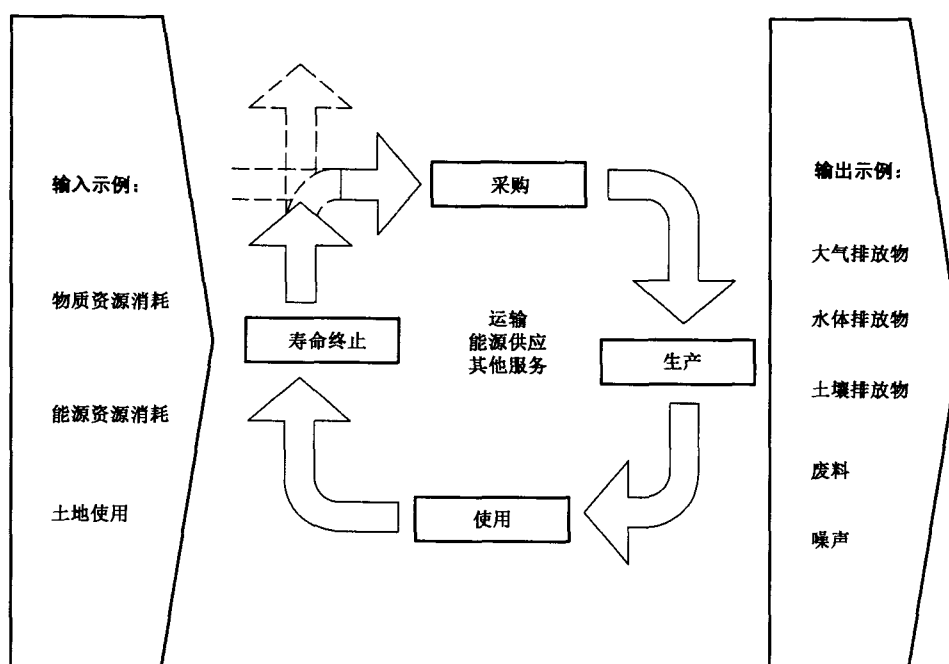 输入示例：
物质资源消耗
能源资源消耗
土地使用
采购
寿命终止
运输
能源供应
其他服务
生产
使用
输出示例：
大气排放物
水体排放物
土壤排放物
废料
噪声